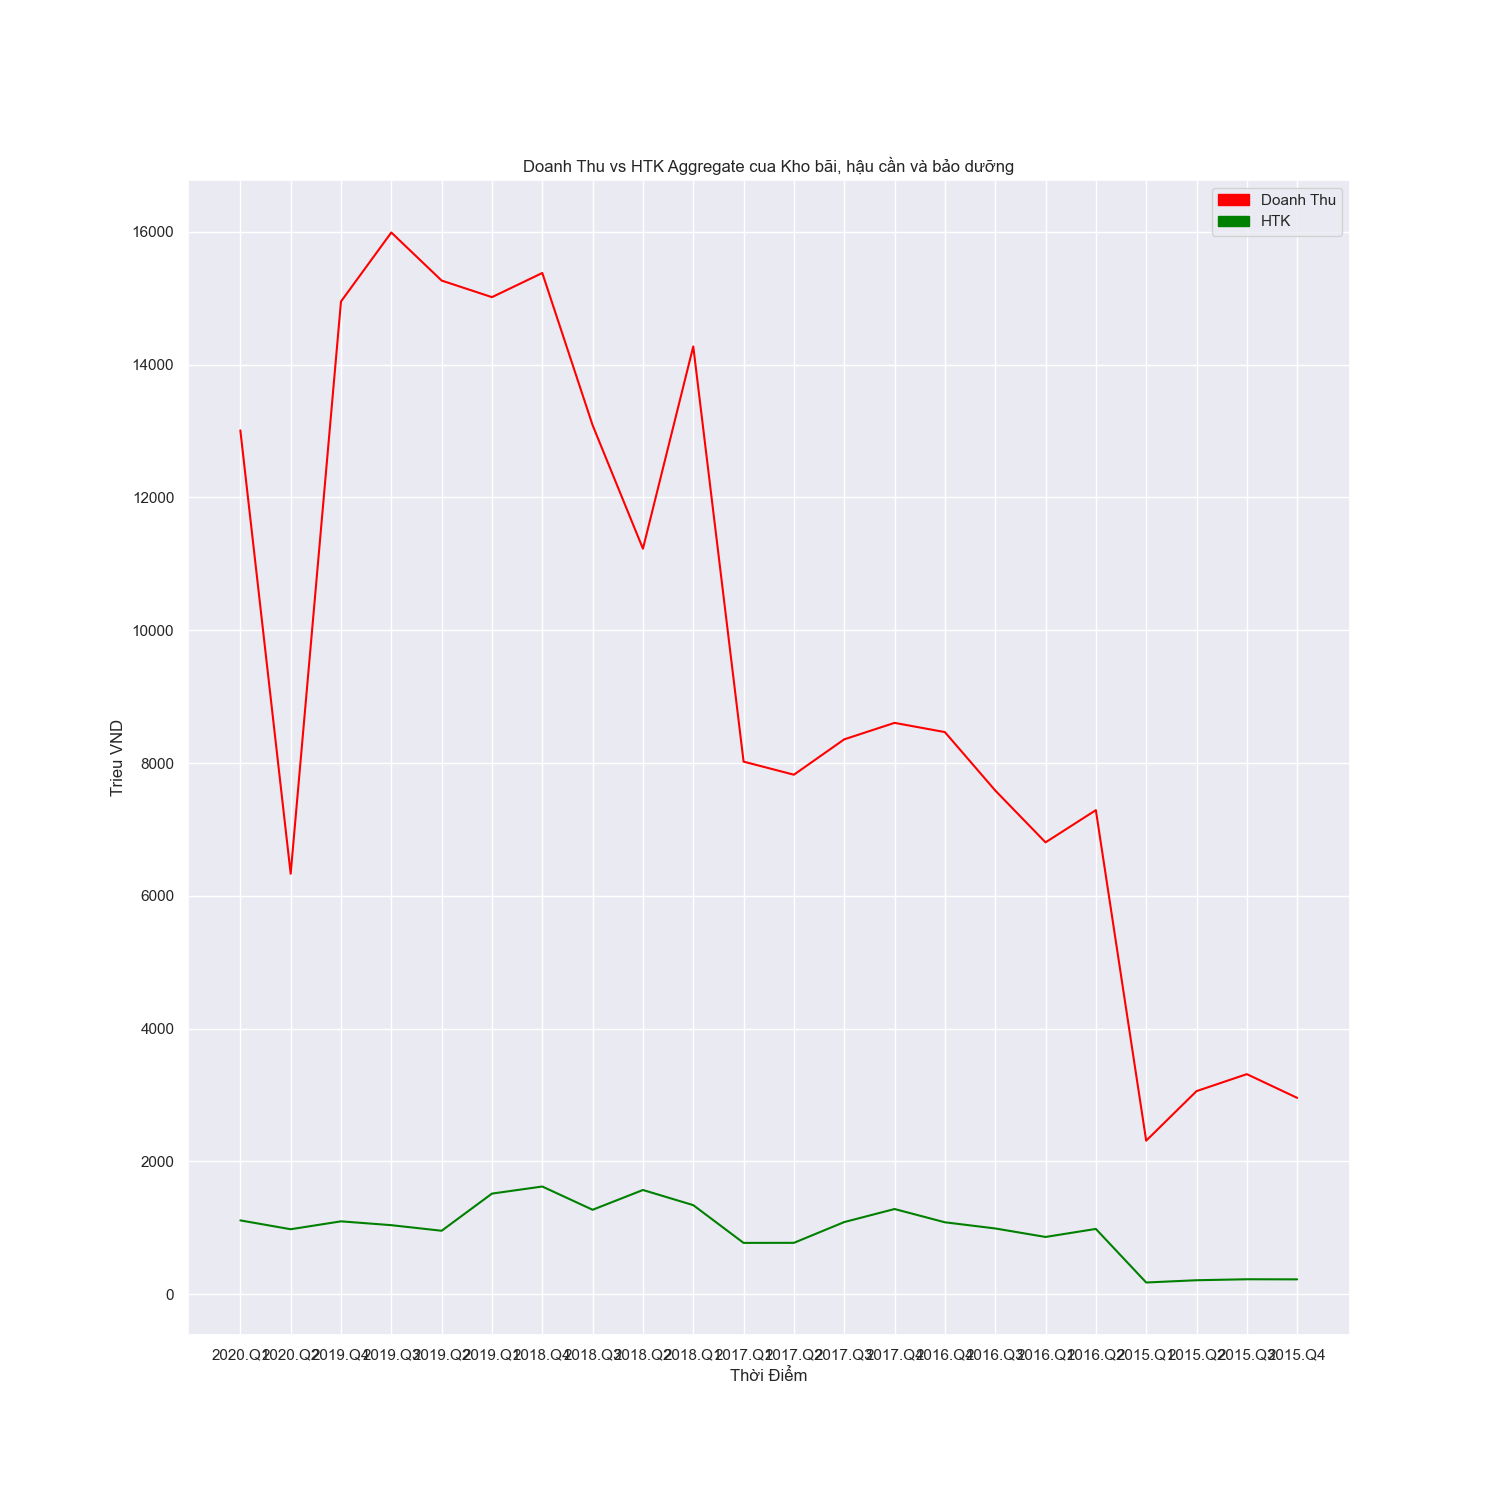 Doanh Thu vs HTK Aggregate cua Kho bãi, hậu cần và bảo dưỡng
Doanh Thu
HTK
16000
14000
12000
10000
8000
6000
4000
2000
0
Trieu VND
2020.Q1 2020.Q2 2019.Q4 2019.Q3 2019.Q2 2019.Q1 2018.Q4 2018.Q3 2018.Q2 2018.Q1 2017.Q1 2017.Q2 2017.Q3 2017.Q4 2016.Q4 2016.Q3 2016.Q1 2016.Q2 2015.Q1 2015.Q2 2015.Q3 2015.Q4
Thời Điểm